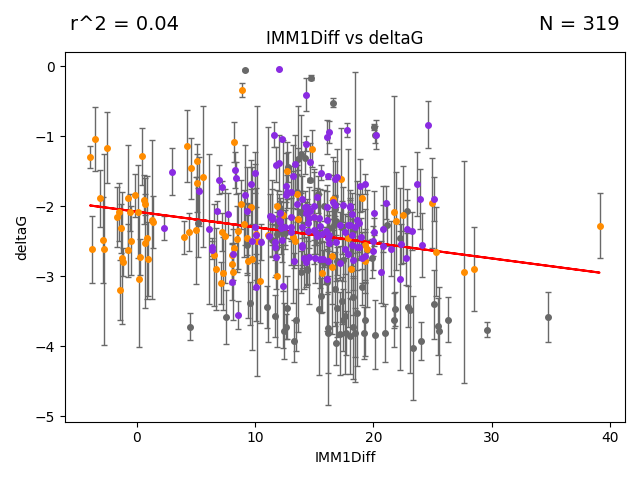 r^2 = 0.04
N = 319
IMM1Diff vs deltaG
deltaG
0
−1
−2
−3
−4
−5
0 10 20 30 40
IMM1Diff